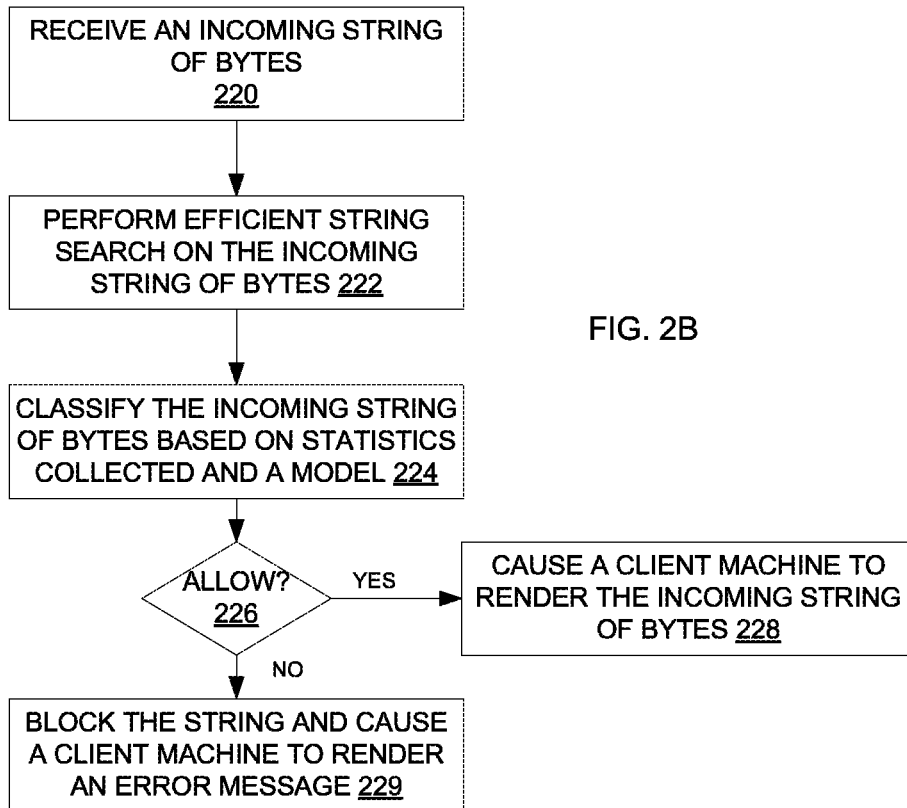 RECEIVE AN INCOMING STRING
OF BYTES
220
PERFORM EFFICIENT STRING
SEARCH ON THE INCOMING
STRING OF BYTES 222
FIG. 2B
CLASSIFY THE INCOMING STRING
OF BYTES BASED ON STATISTICS
COLLECTED AND A MODEL 224
ALLOW?
226
YES
CAUSE A CLIENT MACHINE TO
RENDER THE INCOMING STRING
OF BYTES 228
NO
BLOCK THE STRING AND CAUSE
A CLIENT MACHINE TO RENDER
AN ERROR MESSAGE 229